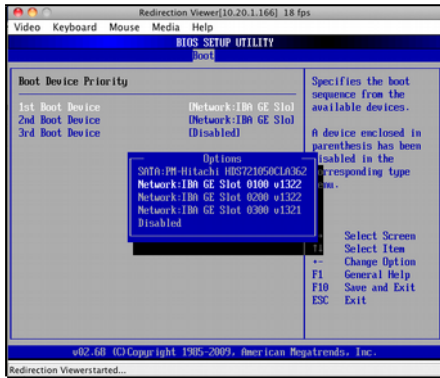 Redirection Viewer[10.20.1.166] 18 fps
Video Keyboard Mouse Media Help
BIOS SETUP UTILITY
Boot
Boot Device Priority
1st Boot Device [Network:IBA GE Slo]
2nd Boot Device [Network:IBA GE Slo]
3rd Boot Device [Disabled]
Options
SATA:PM-Hitachi HDS721050CLA362
Network:IBA GE Slot 0100 v1322
Network:IBA GE Slot 0200 v1322
Network:IBA GE Slot 0300 v1321
Disabled
Specifies the boot
sequence from the
available devices.
A device enclosed in
parenthesis has been
disabled in the
corresponding type
menu.
Select Screen
↑↓ Select Item
+- Change Option
F1 General Help
F10 Save and Exit
ESC Exit
v02.68 (C)Copyright 1985-2009, American Megatrends, Inc.
Redirection Viewerstarted...